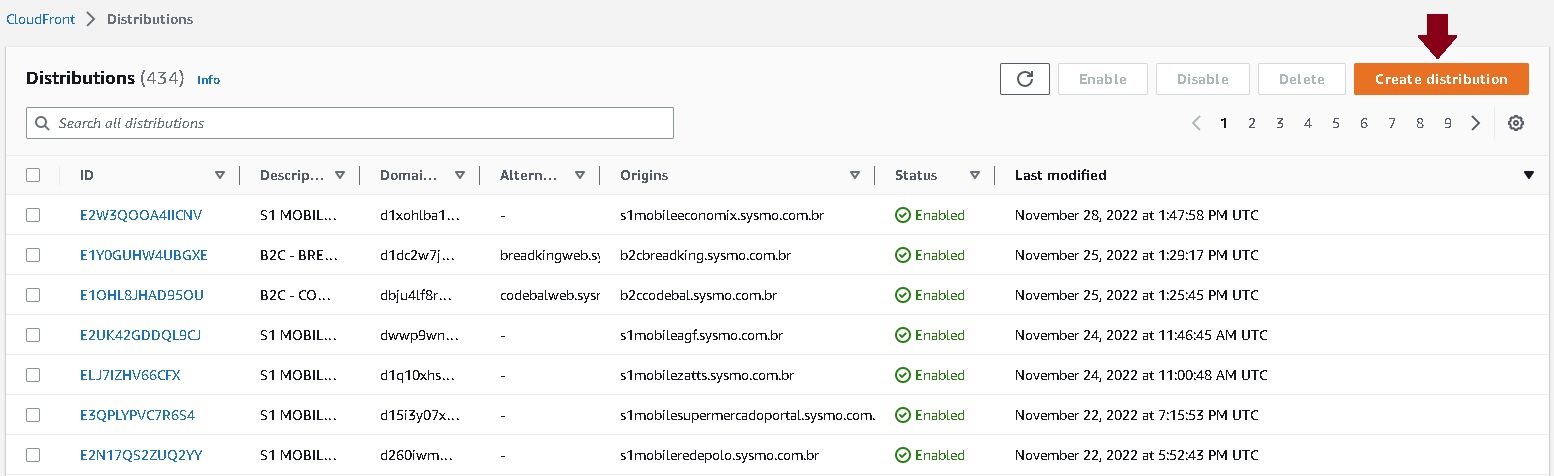 CloudFront > Distributions
Distributions (434) Info Enable Disable Delete Create distribution
Search all distributions 1 2 3 4 5 6 7 8 9
ID Descrip... Domai... Altern... Origins Status Last modified
E2W3QOOA4IICNV S1 MOBIL... d1xohlba1... - s1mobileeconomix.sysmo.com.br Enabled November 28, 2022 at 1:47:58 PM UTC
E1Y0GUHW4UBGXE B2C - BRE... d1dc2w7j... breadkingweb.sy b2cbreadking.sysmo.com.br Enabled November 25, 2022 at 1:29:17 PM UTC
E1OHL8JHAD95OU B2C - CO... dbju4lf8r... codebalweb.sysr b2ccodebal.sysmo.com.br Enabled November 25, 2022 at 1:25:45 PM UTC
E2UK42GDDQL9CJ S1 MOBIL... dwwp9wn... - s1mobileagf.sysmo.com.br Enabled November 24, 2022 at 11:46:45 AM UTC
ELJ7IZHV66CFX S1 MOBIL... d1q10xhs... - s1mobilezatts.sysmo.com.br Enabled November 24, 2022 at 11:00:48 AM UTC
E3QPLYPVC7R6S4 S1 MOBIL... d15i3y07x... - s1mobilesupermercadoportal.sysmo.com. Enabled November 22, 2022 at 7:15:53 PM UTC
E2N17QS2ZUQ2YY S1 MOBIL... d260iwm... - s1mobileredepolo.sysmo.com.br Enabled November 22, 2022 at 5:52:43 PM UTC